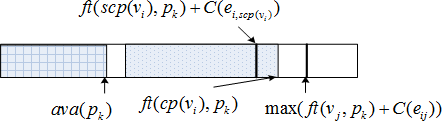 ft(scp(v_i), p_k) + C(e_{i,scp(v_i)})
ava(p_k)
ft(cp(v_i), p_k)
max(ft(v_j, p_k) + C(e_{ij}))